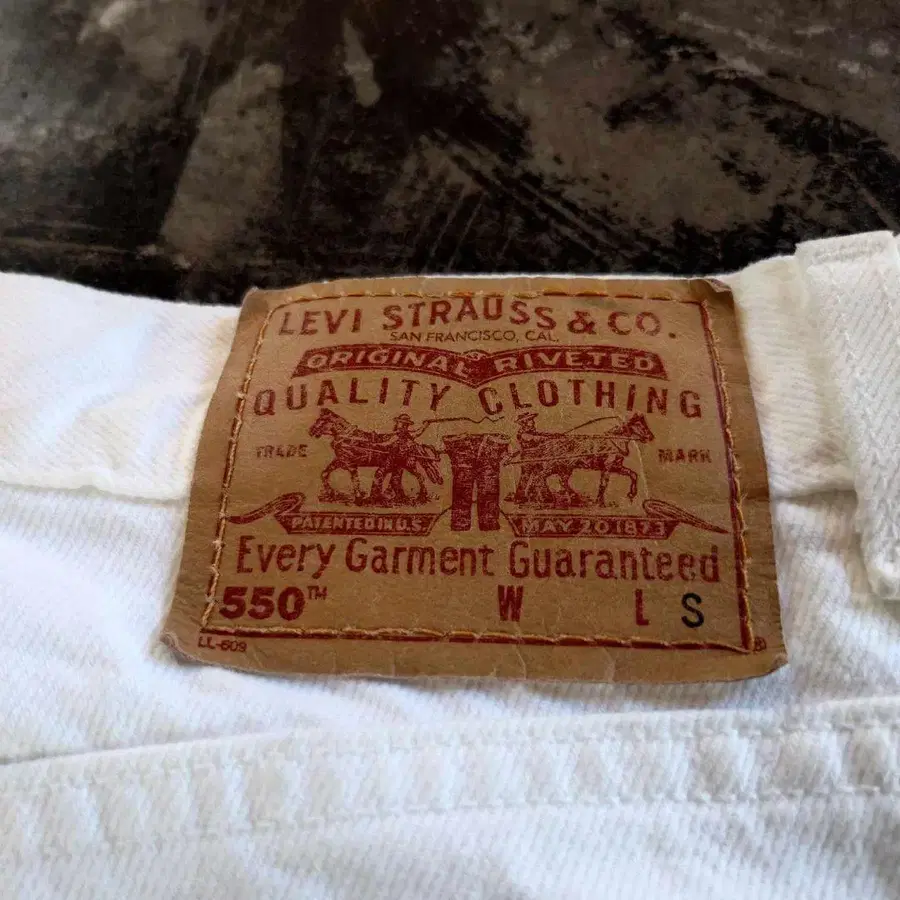 LEVI STRAUSS & CO.
SAN FRANCISCO, CAL.
ORIGINAL RIVETED
QUALITY CLOTHING
TRADE MARK
PATENTED IN U.S. MAY 20 1873
Every Garment Guaranteed
550™ W L S
LL-609 ®